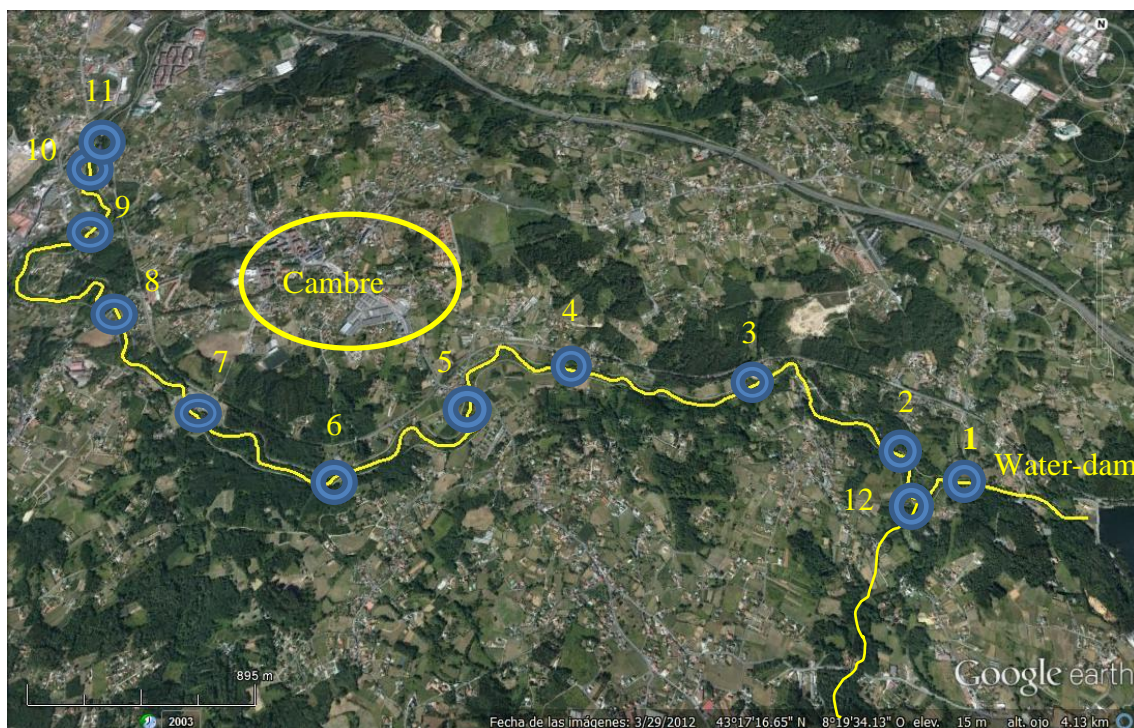 N
11
10
9
8
Cambre
4
3
7
5
2
6
1
Water-dam
12
Google earth
895 m
2003
Fecha de las imágenes: 3/29/2012 43°17'16.65" N 8°19'34.13" O elev. 15 m alt. ojo 4.13 km